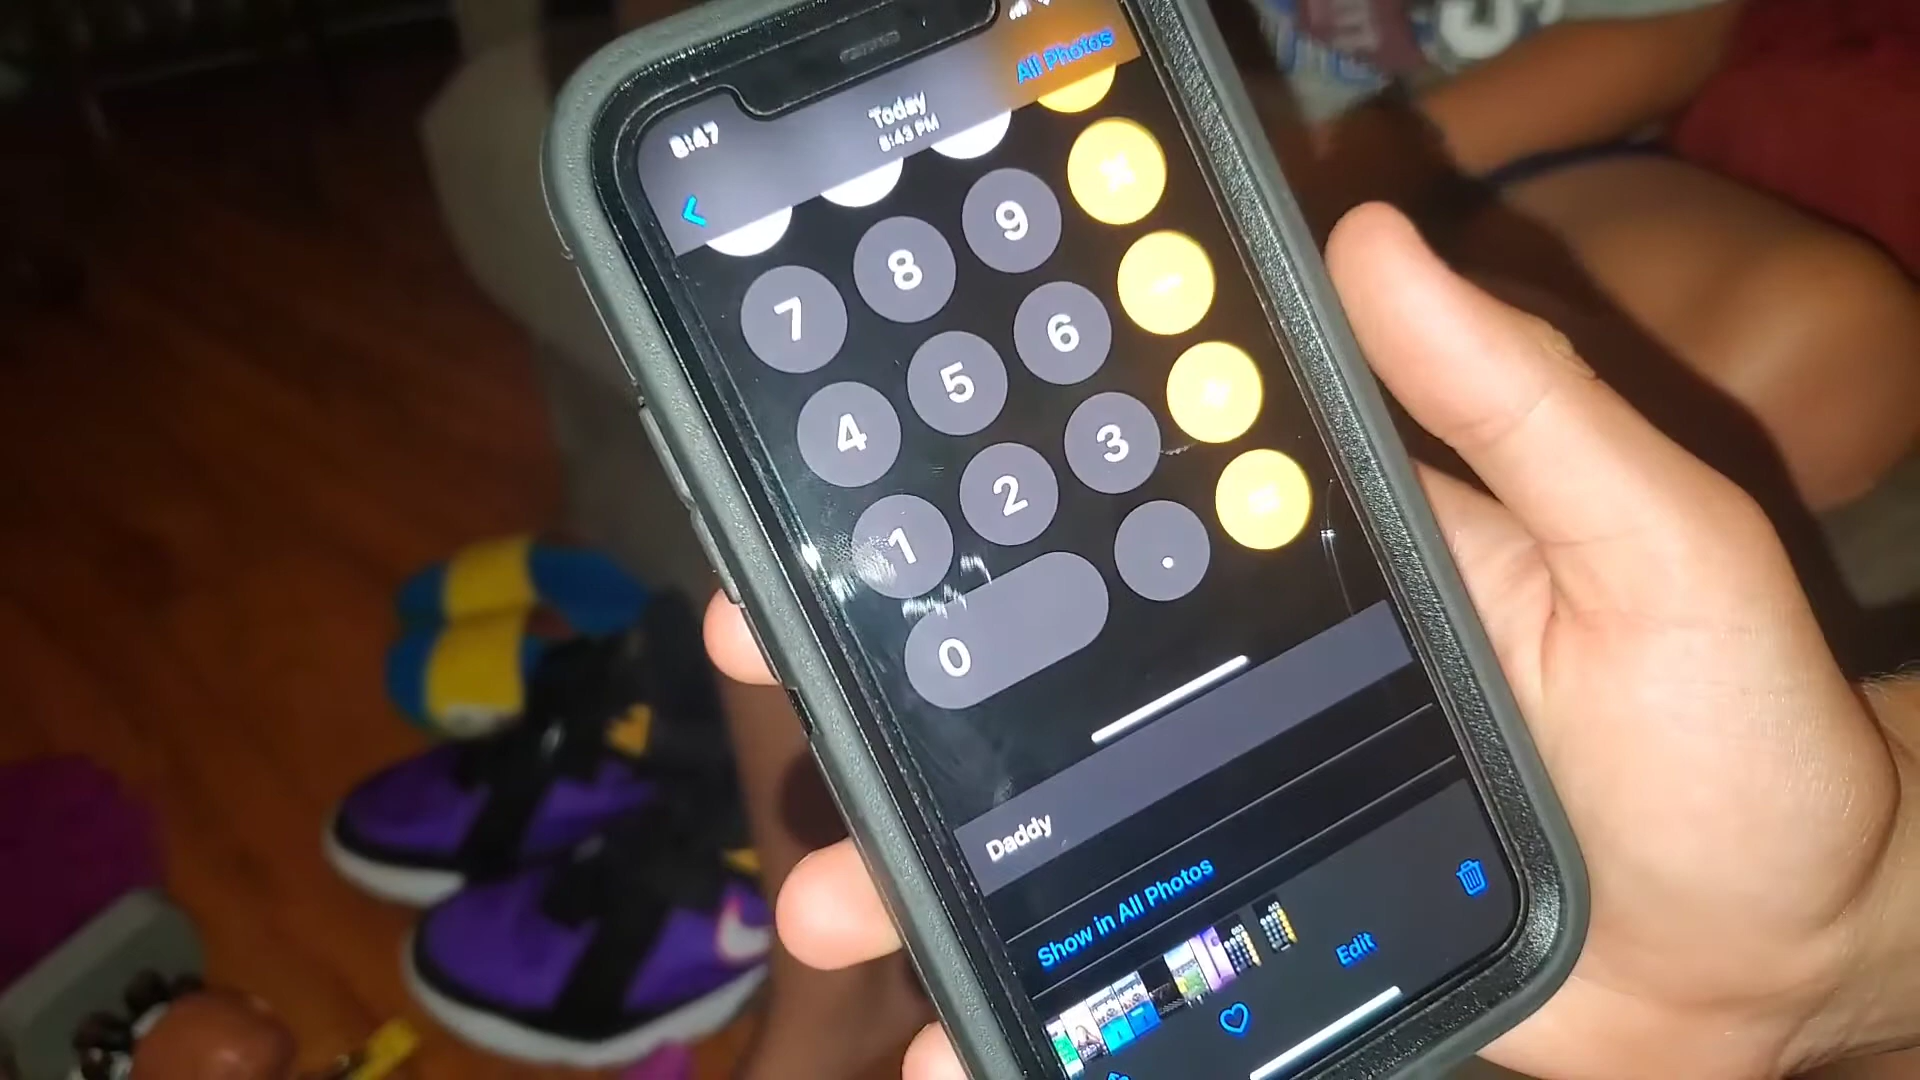 8:47
Today
8:43 PM
All Photos
7 8 9 ×
4 5 6 −
1 2 3 +
0 . =
Daddy
Show in All Photos
Edit